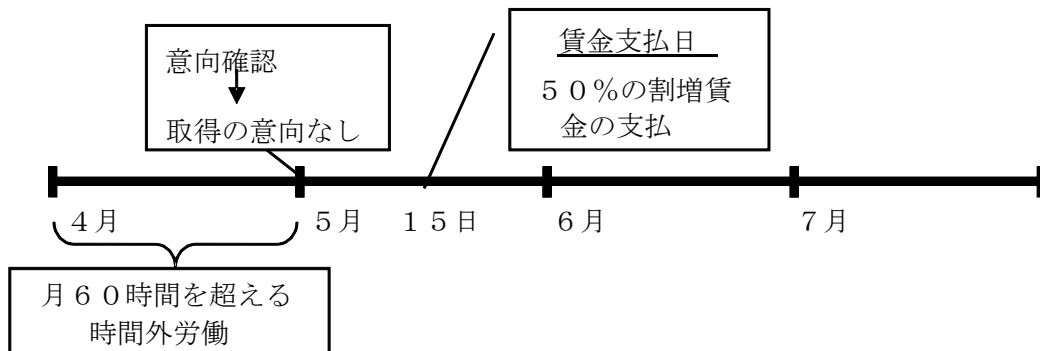 意向確認
取得の意向なし
賃金支払日
５０％の割増賃
金の支払
４月
５月
１５日
６月
７月
月６０時間を超える
時間外労働